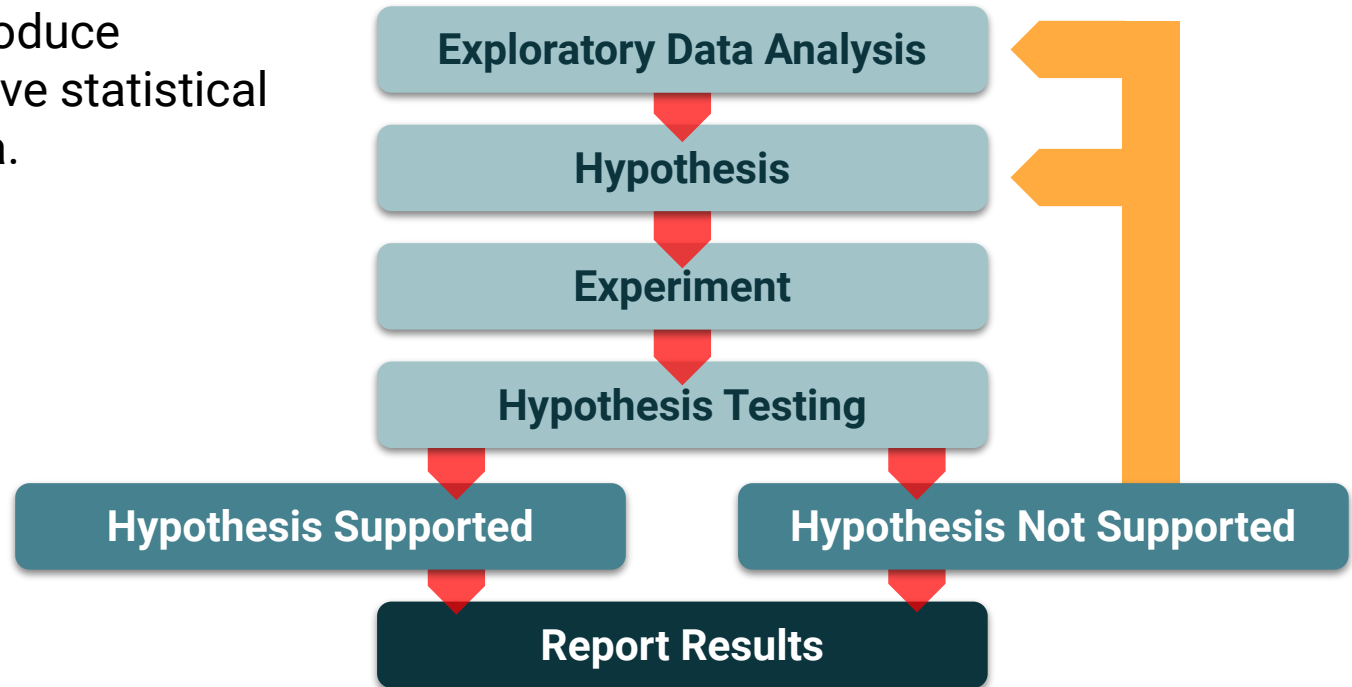 oduce
ve statistical
Exploratory Data Analysis
Hypothesis
Experiment
Hypothesis Testing
Hypothesis Supported
Hypothesis Not Supported
Report Results